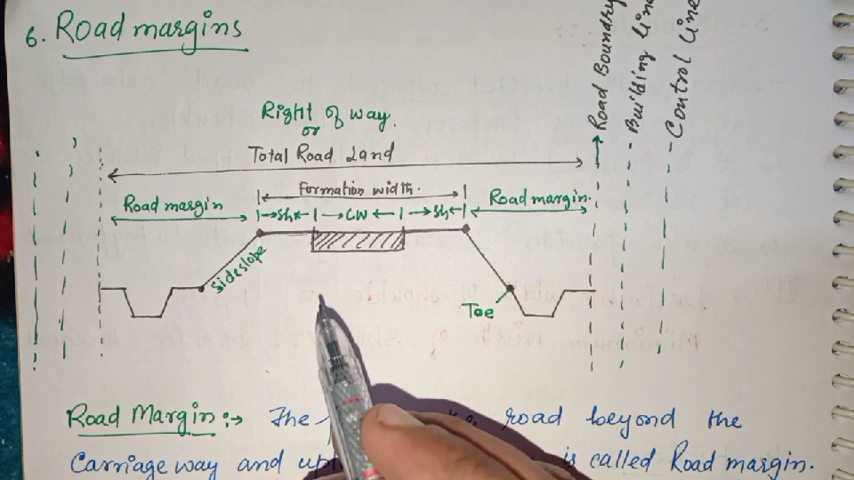 6. Road margins
Right of way.
or
Total Road Land
Formation width.
Road margin
Sh
CW
Sh
Road margin.
Sideslope
Toe
Road Boundry
Building line
Control Line
Road Margin:→ The road beyond the
Carriage way and is called Road margin.